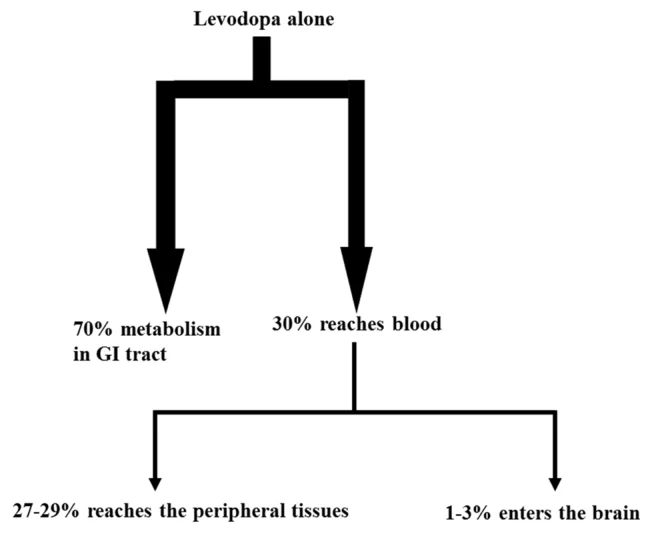 Levodopa alone
70% metabolism
in GI tract
30% reaches blood
27-29% reaches the peripheral tissues
1-3% enters the brain